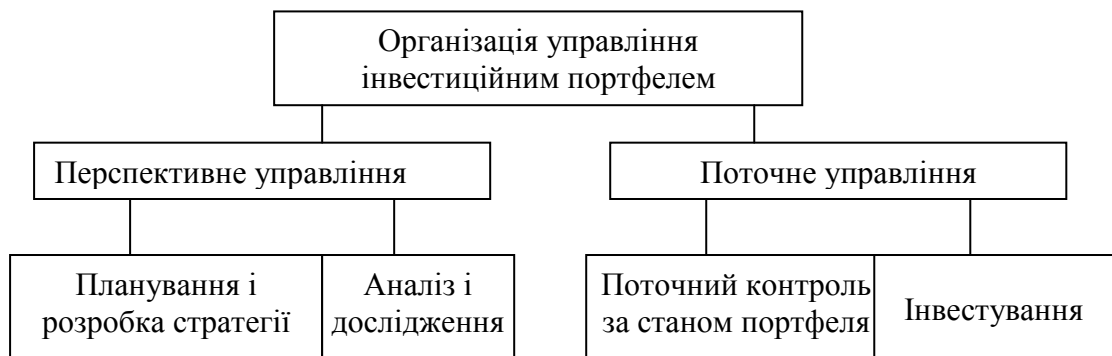 Організація управління
інвестиційним портфелем
Перспективне управління
Поточне управління
Планування і
розробка стратегії
Аналіз і
дослідження
Поточний контроль
за станом портфеля
Інвестування